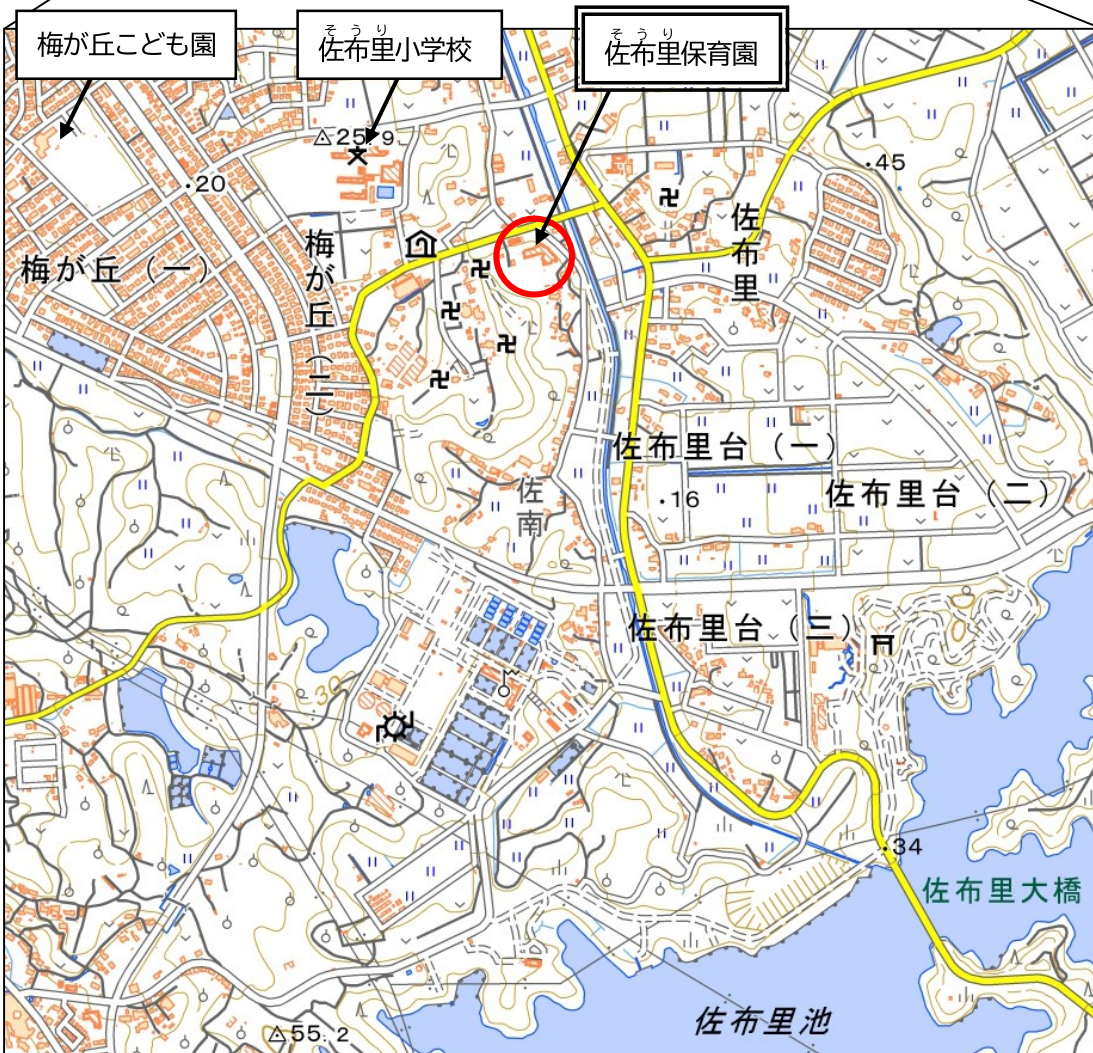 梅が丘こども園
そうり
佐布里小学校
そうり
佐布里保育園
25.9
45
20
佐布里
梅が丘(一)
梅が丘(二)
佐布里台(一)
佐布里台(二)
16
佐南
佐布里台(三)
30
34
佐布里大橋
佐布里池
55.2